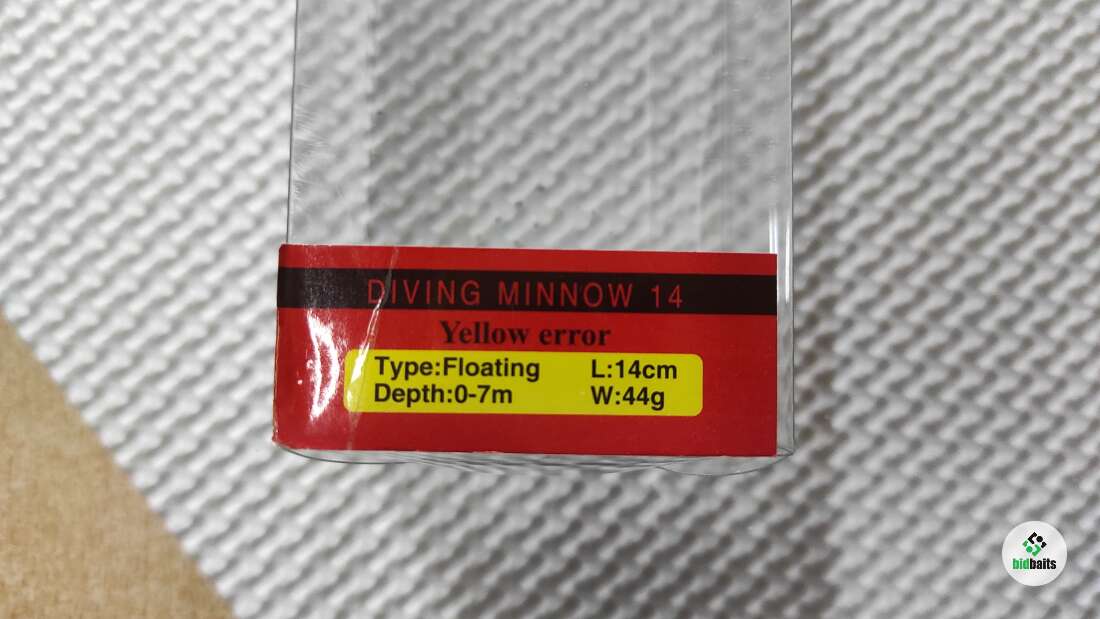 DIVING MINNOW 14
Yellow error
Type:Floating L:14cm
Depth:0-7m W:44g
bidbaits